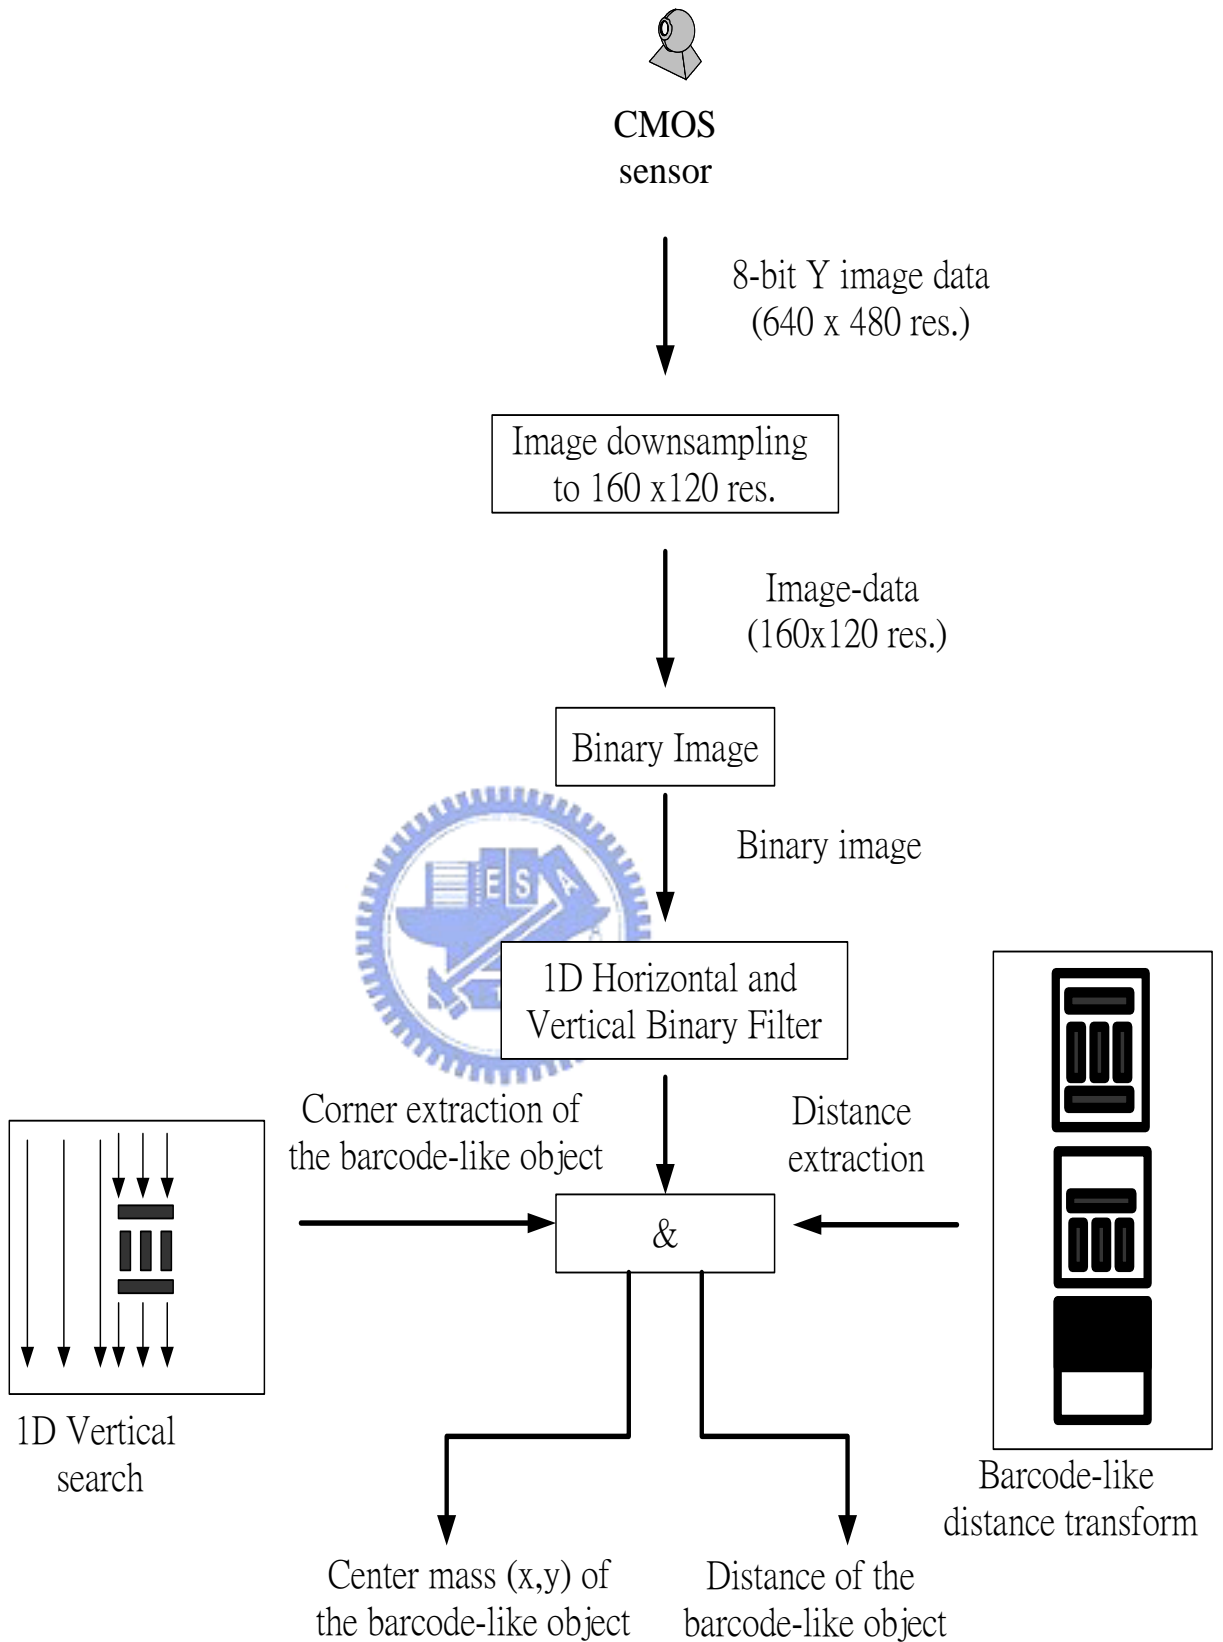 CMOS
sensor
8-bit Y image data
(640 x 480 res.)
Image downsampling
to 160 x120 res.
Image-data
(160x120 res.)
Binary Image
Binary image
E S A
1D Horizontal and
Vertical Binary Filter
Corner extraction of
the barcode-like object
Distance
extraction
&
1D Vertical
search
Barcode-like
distance transform
Center mass (x,y) of
the barcode-like object
Distance of the
barcode-like object